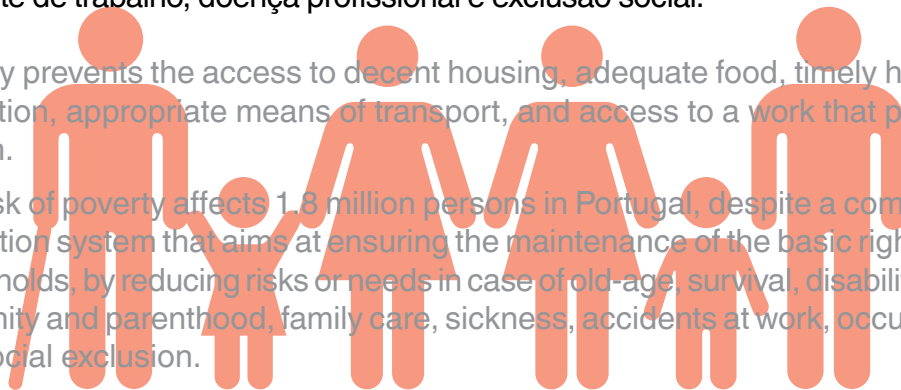 te de trabalho, doença profissional e exclusão social.
y prevents the access to decent housing, adequate food, timely h
tion, appropriate means of transport, and access to a work that p
n.
sk of poverty affects 1.8 million persons in Portugal, despite a com
tion system that aims at ensuring the maintenance of the basic righ
holds, by reducing risks or needs in case of old-age, survival, disabili
nity and parenthood, family care, sickness, accidents at work, occu
ocial exclusion.